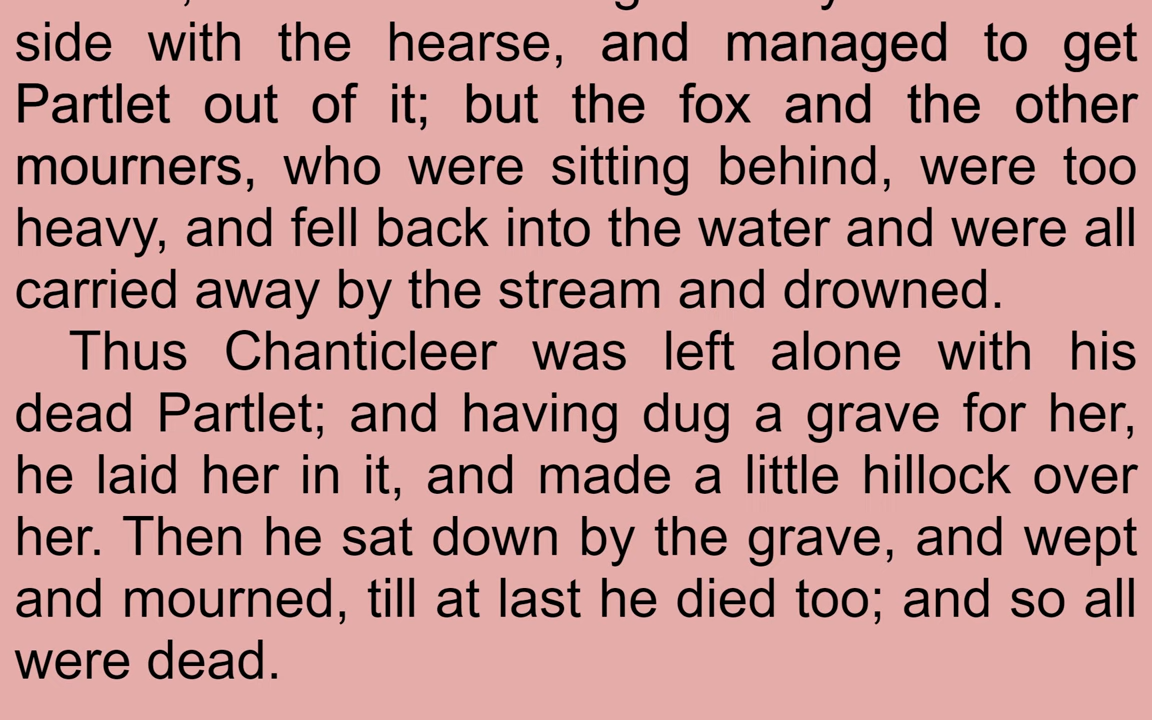 side with the hearse, and managed to get
Partlet out of it; but the fox and the other
mourners, who were sitting behind, were too
heavy, and fell back into the water and were all
carried away by the stream and drowned.
Thus Chanticleer was left alone with his
dead Partlet; and having dug a grave for her,
he laid her in it, and made a little hillock over
her. Then he sat down by the grave, and wept
and mourned, till at last he died too; and so all
were dead.